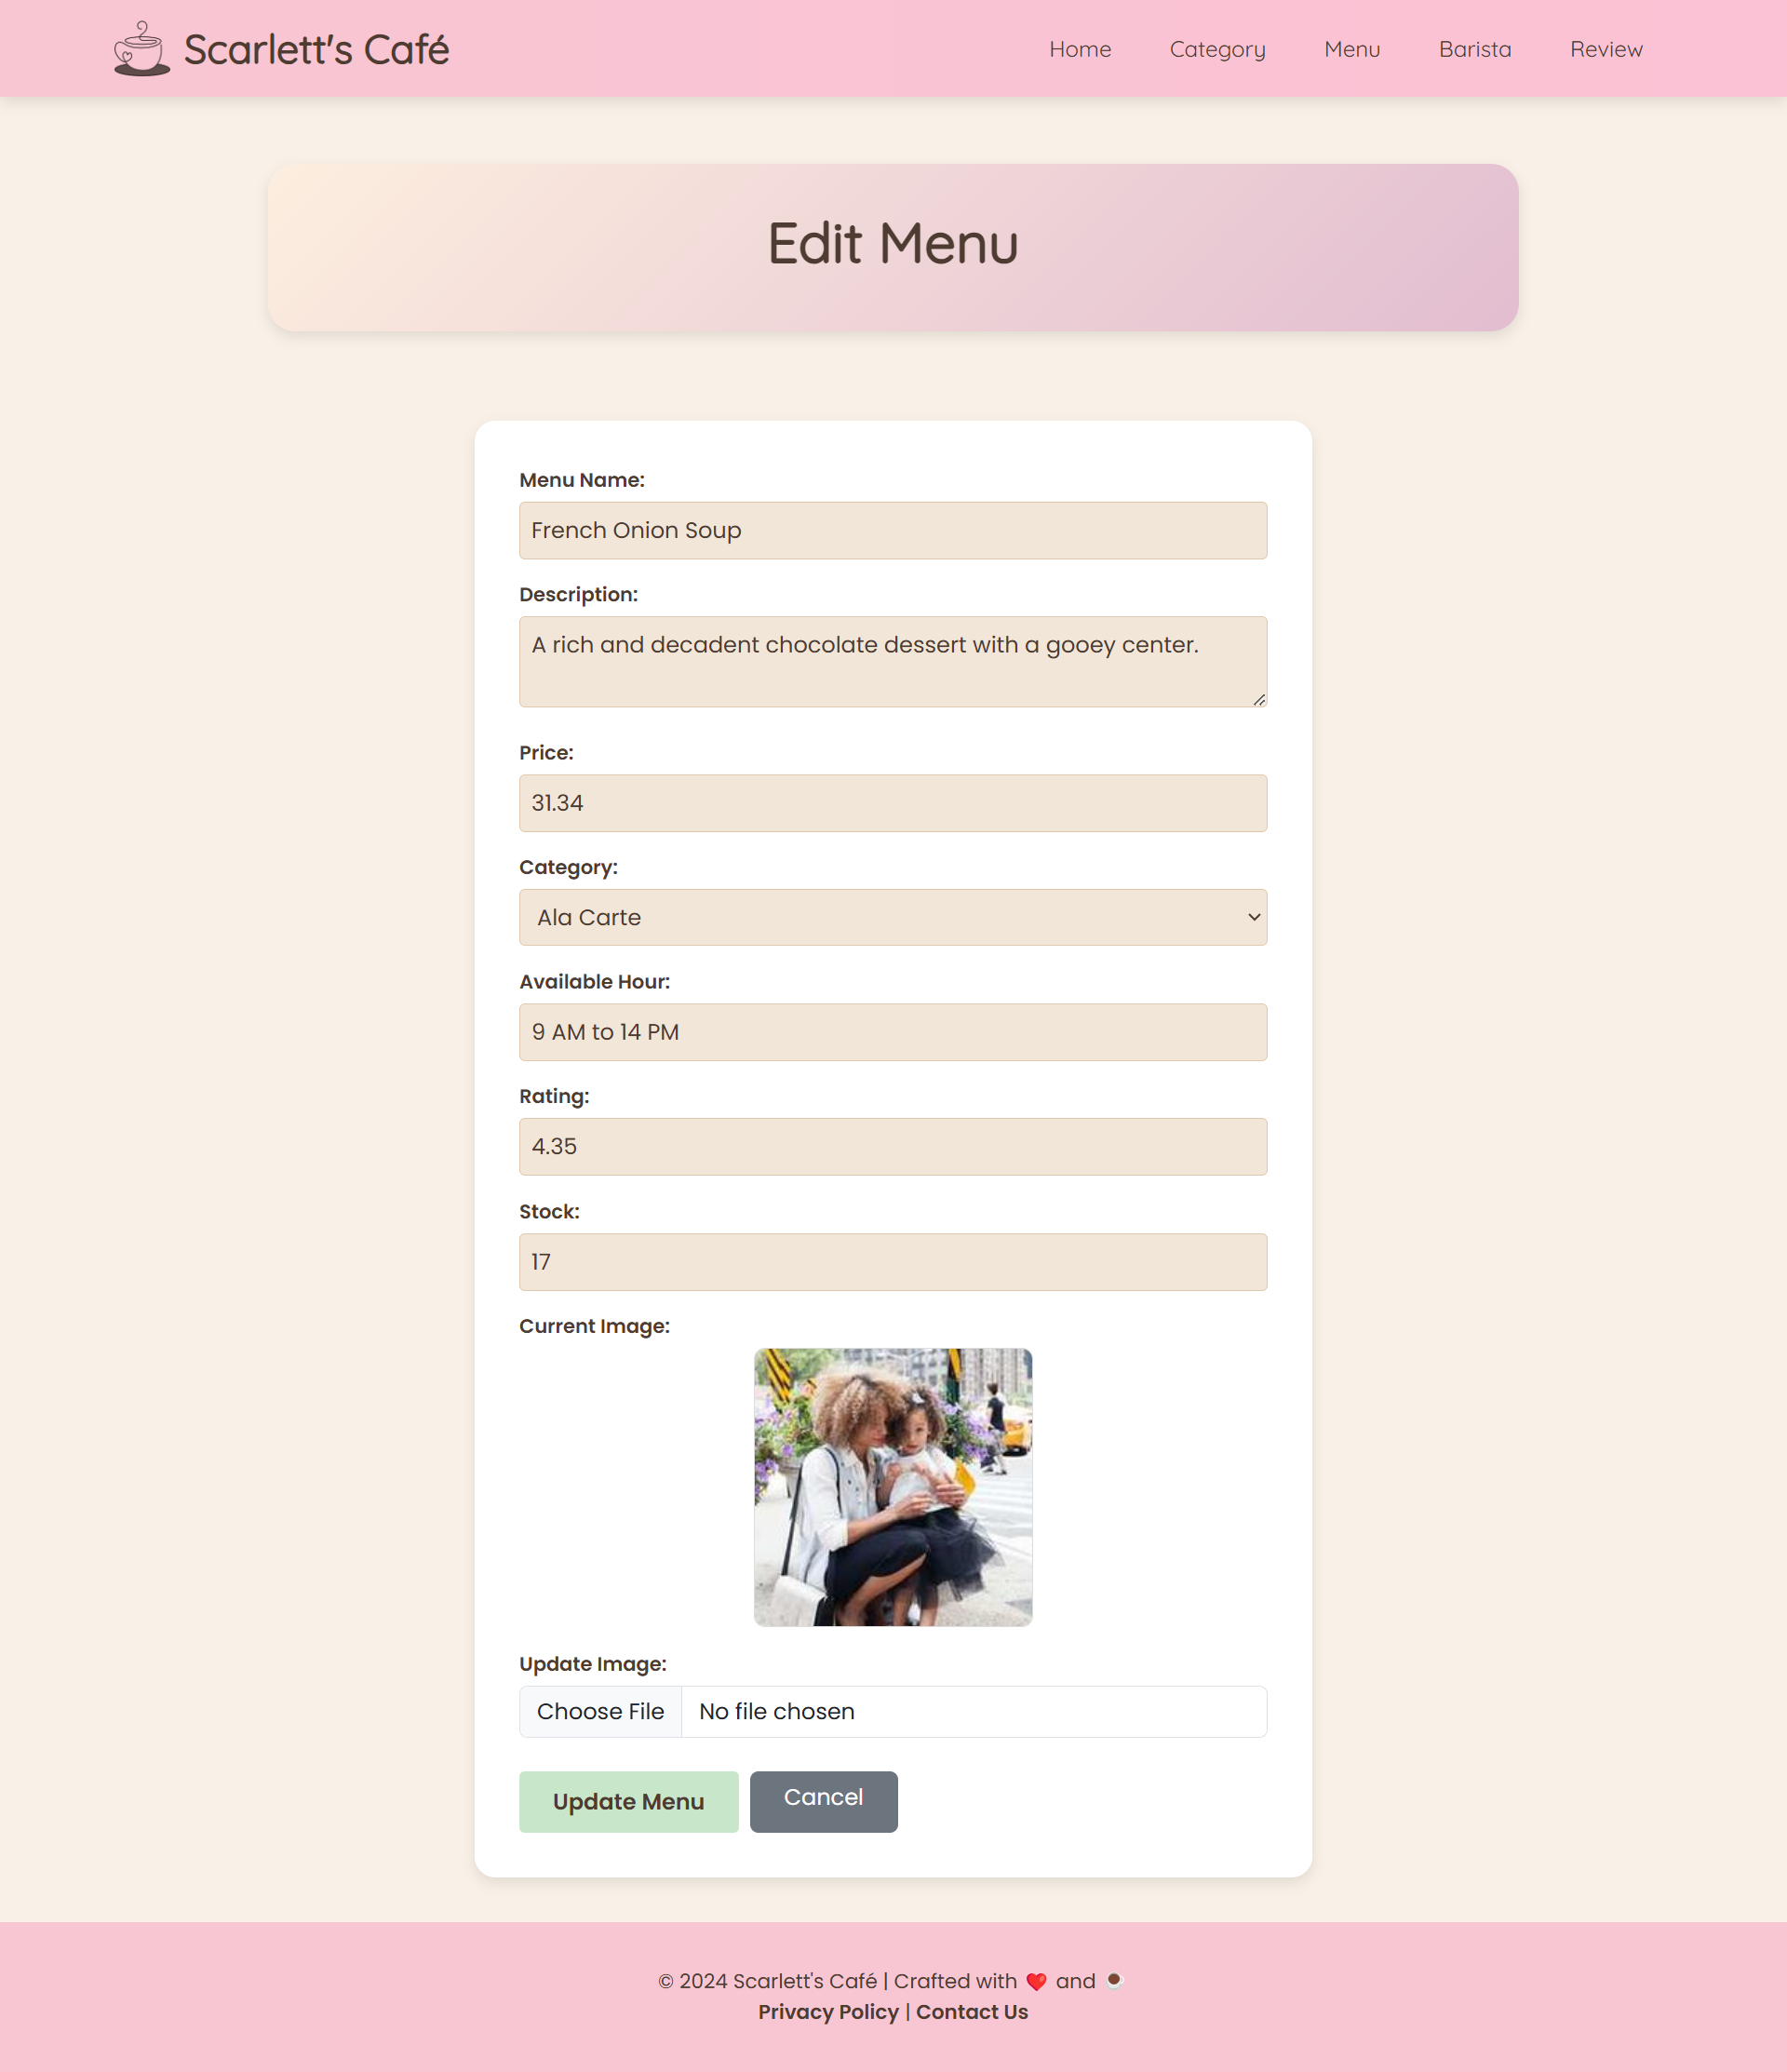 Scarlett's Café
Home Category Menu Barista Review
Edit Menu
Menu Name:
French Onion Soup
Description:
A rich and decadent chocolate dessert with a gooey center.
Price:
31.34
Category:
Ala Carte
Available Hour:
9 AM to 14 PM
Rating:
4.35
Stock:
17
Current Image:
Update Image:
Choose File No file chosen
Update Menu Cancel
© 2024 Scarlett's Café | Crafted with ❤️ and ☕
Privacy Policy | Contact Us